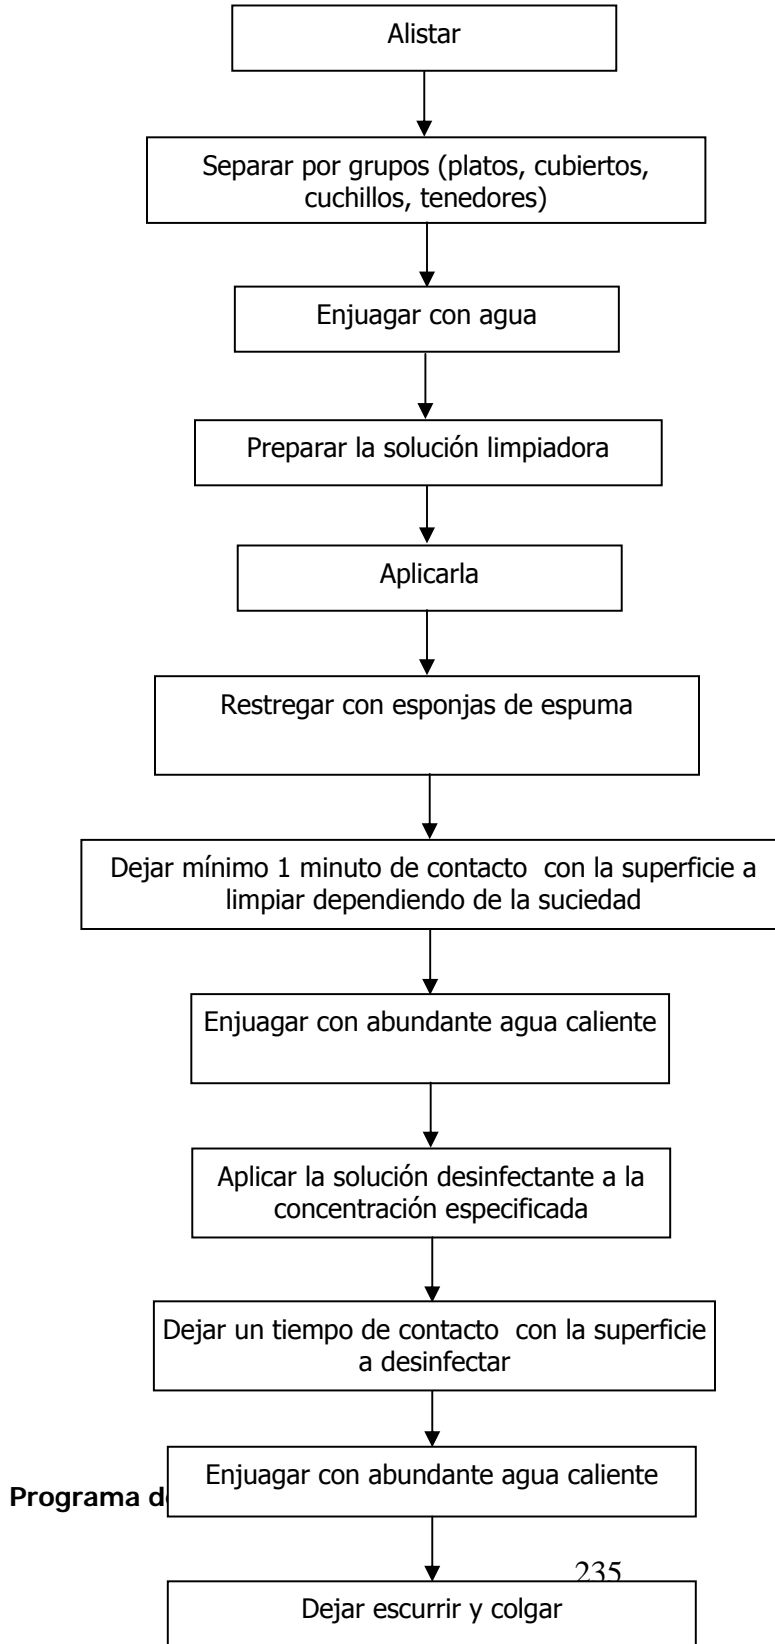 Alistar
Separar por grupos (platos, cubiertos,
cuchillos, tenedores)
Enjuagar con agua
Preparar la solución limpiadora
Aplicarla
Restregar con esponjas de espuma
Dejar mínimo 1 minuto de contacto con la superficie a
limpiar dependiendo de la suciedad
Enjuagar con abundante agua caliente
Aplicar la solución desinfectante a la
concentración especificada
Dejar un tiempo de contacto con la superficie
a desinfectar
Enjuagar con abundante agua caliente
Programa
235
Dejar escurrir y colgar